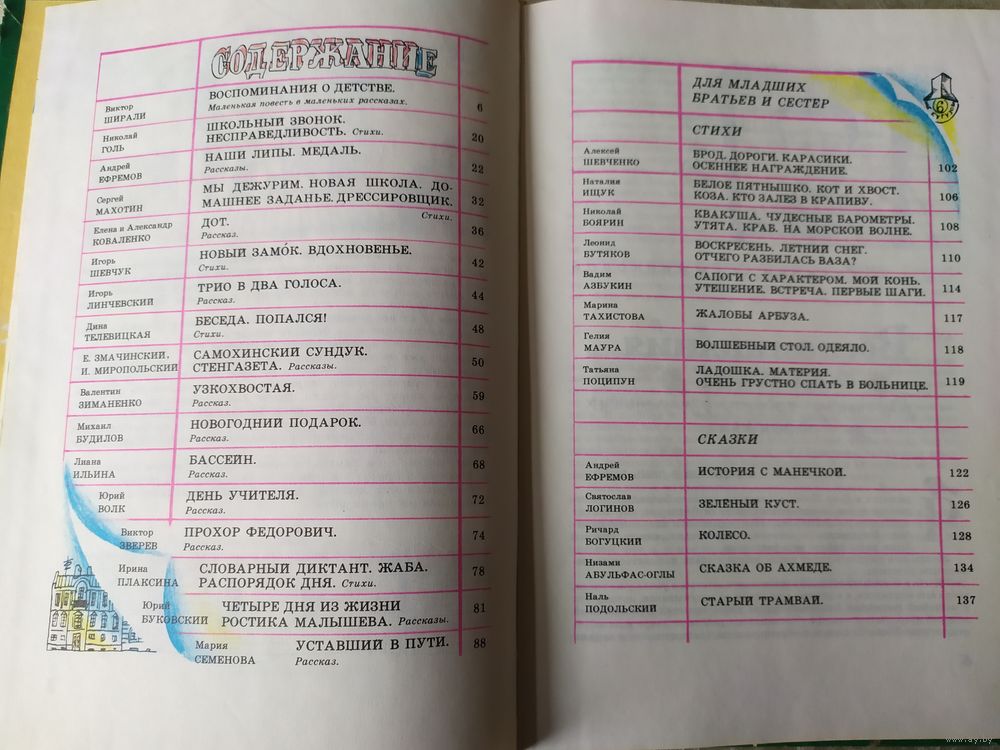 СОДЕРЖАНИЕ
Виктор
ШИРАЛИ
ВОСПОМИНАНИЯ О ДЕТСТВЕ.
Маленькая повесть в маленьких рассказах.
6
Николай
ГОЛЬ
ШКОЛЬНЫЙ ЗВОНОК.
НЕСПРАВЕДЛИВОСТЬ. Стихи.
20
Андрей
ЕФРЕМОВ
НАШИ ЛИПЫ. МЕДАЛЬ.
Рассказы.
22
Сергей
МАХОТИН
МЫ ДЕЖУРИМ. НОВАЯ ШКОЛА. ДО-
МАШНЕЕ ЗАДАНЬЕ. ДРЕССИРОВЩИК.
Стихи.
32
Елена и Александр
КОВАЛЕНКО
ДОТ.
Рассказ.
36
Игорь
ШЕВЧУК
НОВЫЙ ЗАМО́К. ВДОХНОВЕНЬЕ.
Стихи.
42
Игорь
ЛИНЧЕВСКИЙ
ТРИО В ДВА ГОЛОСА.
Рассказ.
44
Дина
ТЕЛЕВИЦКАЯ
БЕСЕДА. ПОПАЛСЯ!
Стихи.
48
Е. ЗМАЧИНСКИЙ,
И. МИРОПОЛЬСКИЙ
САМОХИНСКИЙ СУНДУК.
СТЕНГАЗЕТА. Рассказы.
50
Валентин
ЗИМАНЕНКО
УЗКОХВОСТАЯ.
Рассказ.
59
Михаил
БУДИЛОВ
НОВОГОДНИЙ ПОДАРОК.
Рассказ.
66
Лиана
ИЛЬИНА
БАССЕЙН.
Рассказ.
68
Юрий
ВОЛК
ДЕНЬ УЧИТЕЛЯ.
Рассказ.
72
Виктор
ЗВЕРЕВ
ПРОХОР ФЕДОРОВИЧ.
Рассказ.
74
Ирина
ПЛАКСИНА
СЛОВАРНЫЙ ДИКТАНТ. ЖАБА.
РАСПОРЯДОК ДНЯ. Стихи.
78
Юрий
БУКОВСКИЙ
ЧЕТЫРЕ ДНЯ ИЗ ЖИЗНИ
РОСТИКА МАЛЫШЕВА. Рассказы.
81
Мария
СЕМЕНОВА
УСТАВШИЙ В ПУТИ.
Рассказ.
88
ДЛЯ МЛАДШИХ
БРАТЬЕВ И СЕСТЕР
6
СТИХИ
Алексей
ШЕВЧЕНКО
БРОД. ДОРОГИ. КАРАСИКИ.
ОСЕННЕЕ НАГРАЖДЕНИЕ.
102
Наталия
ИЩУК
БЕЛОЕ ПЯТНЫШКО. КОТ И ХВОСТ.
КОЗА. КТО ЗАЛЕЗ В КРАПИВУ.
106
Николай
БОЯРИН
КВАКУША. ЧУДЕСНЫЕ БАРОМЕТРЫ.
УТЯТА. КРАБ. НА МОРСКОЙ ВОЛНЕ.
108
Леонид
БУТЯКОВ
ВОСКРЕСЕНЬ. ЛЕТНИЙ СНЕГ.
ОТЧЕГО РАЗБИЛАСЬ ВАЗА?
110
Вадим
АЗБУКИН
САПОГИ С ХАРАКТЕРОМ. МОЙ КОНЬ.
УТЕШЕНИЕ. ВСТРЕЧА. ПЕРВЫЕ ШАГИ.
114
Марина
ТАХИСТОВА
ЖАЛОБЫ АРБУЗА.
117
Гелия
МАУРА
ВОЛШЕБНЫЙ СТОЛ. ОДЕЯЛО.
118
Татьяна
ПОЦИПУН
ЛАДОШКА. МАТЕРИЯ.
ОЧЕНЬ ГРУСТНО СПАТЬ В БОЛЬНИЦЕ.
119
СКАЗКИ
Андрей
ЕФРЕМОВ
ИСТОРИЯ С МАНЕЧКОЙ.
122
Святослав
ЛОГИНОВ
ЗЕЛЁНЫЙ КУСТ.
126
Ричард
БОГУЦКИЙ
КОЛЕСО.
128
Низами
АБУЛЬФАС-ОГЛЫ
СКАЗКА ОБ АХМЕДЕ.
134
Наль
ПОДОЛЬСКИЙ
СТАРЫЙ ТРАМВАЙ.
137
www.ay.by